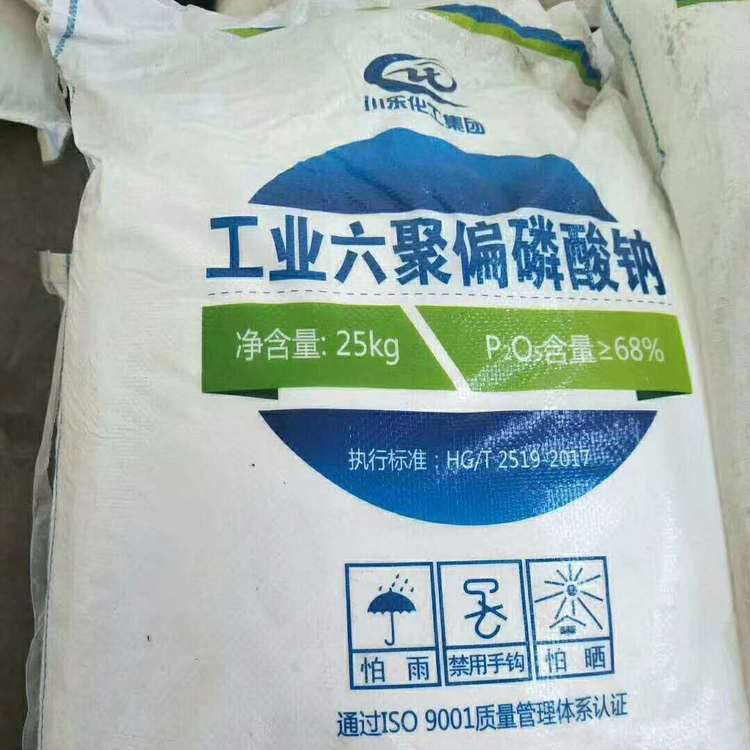 川东化工集团
工业六聚偏磷酸钠
净含量: 25kg
P₂O₅含量≥68%
执行标准：HG/T 2519-2017
怕 雨
禁用手钩
怕 晒
通过ISO 9001质量管理体系认证